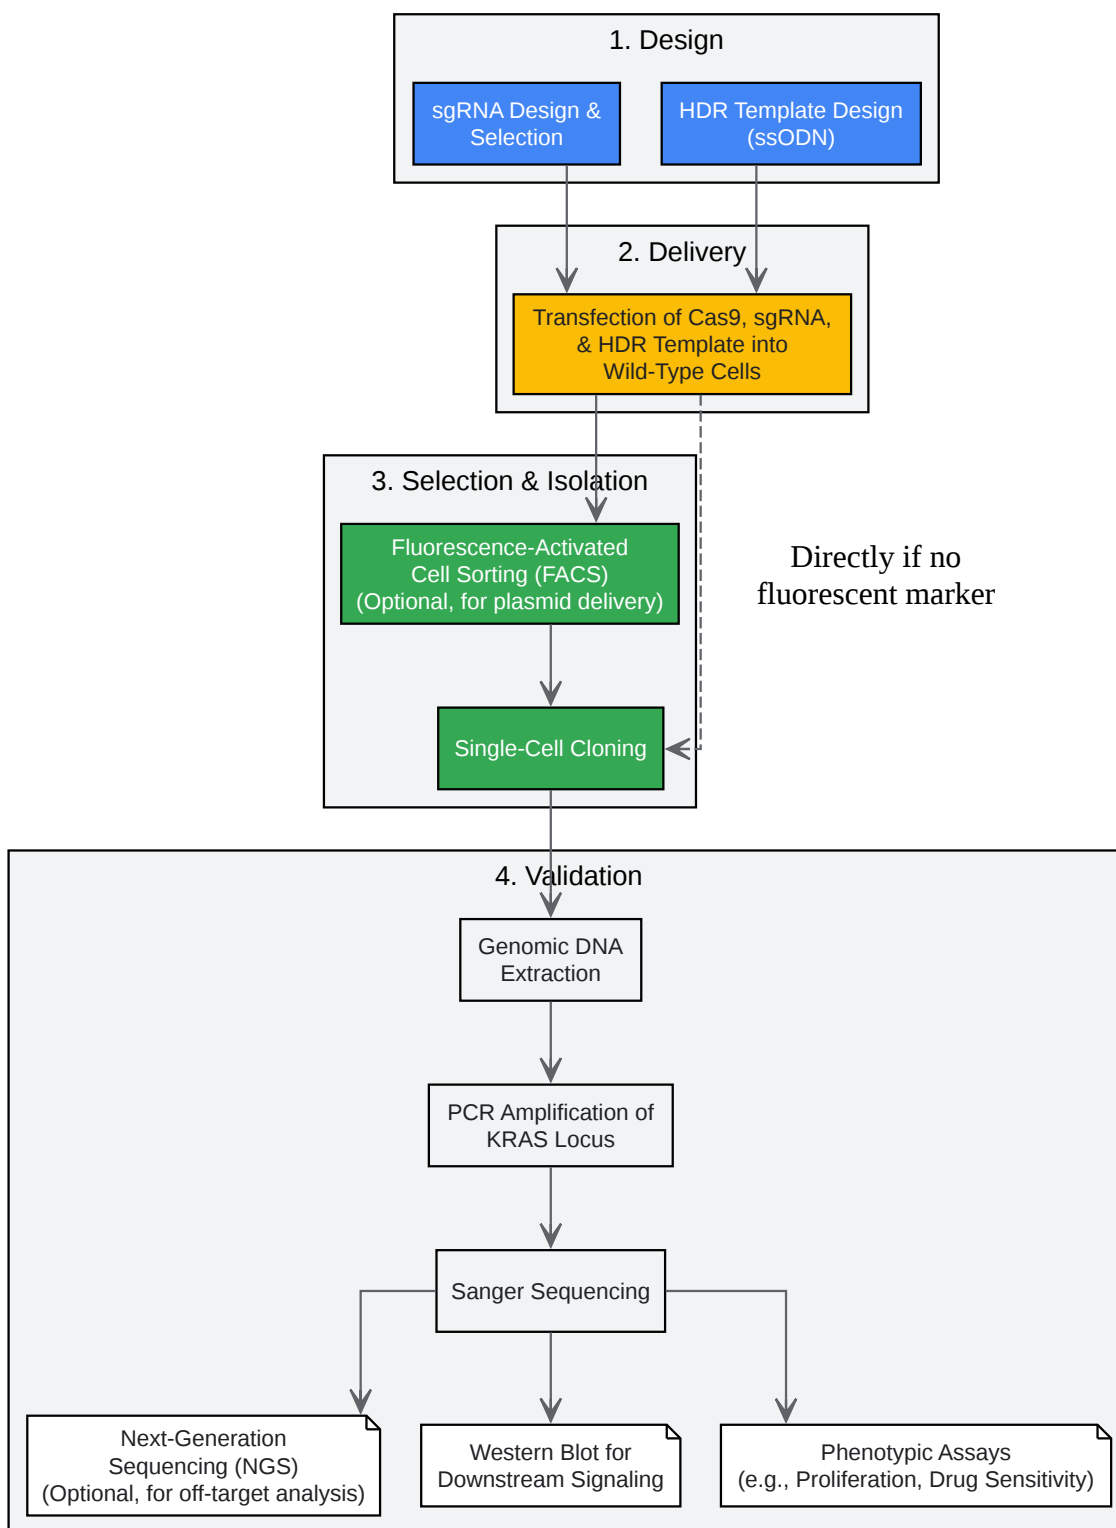 1. Design
sgRNA Design &
Selection
HDR Template Design
(ssODN)
2. Delivery
Transfection of Cas9, sgRNA,
& HDR Template into
Wild-Type Cells
3. Selection & Isolation
Fluorescence-Activated
Cell Sorting (FACS)
(Optional, for plasmid delivery)
Directly if no
fluorescent marker
Single-Cell Cloning
4. Validation
Genomic DNA
Extraction
PCR Amplification of
KRAS Locus
Sanger Sequencing
Next-Generation
Sequencing (NGS)
(Optional, for off-target analysis)
Western Blot for
Downstream Signaling
Phenotypic Assays
(e.g., Proliferation, Drug Sensitivity)